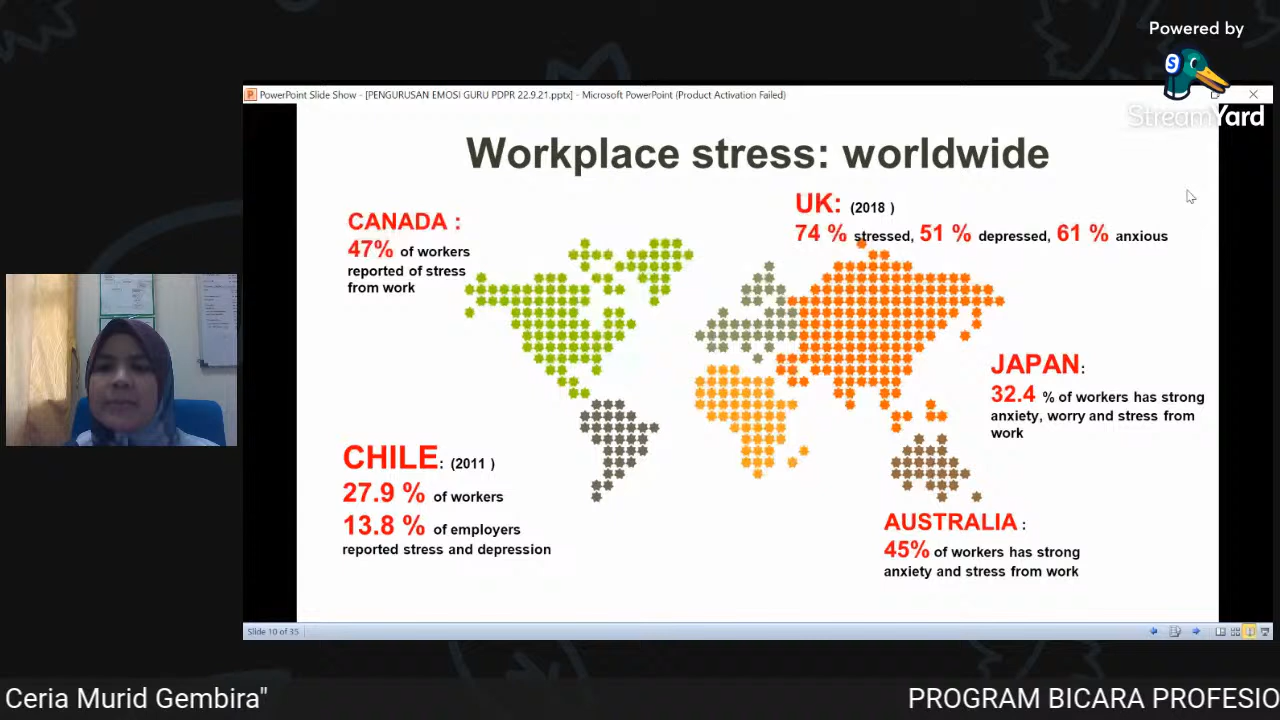 Powered by
S
StreamYard
PowerPoint Slide Show - [PENGURUSAN EMOSI GURU PDPR 22.9.21.pptx] - Microsoft PowerPoint (Product Activation Failed)
Workplace stress: worldwide
CANADA :
47% of workers
reported of stress
from work
UK: (2018 )
74 % stressed, 51 % depressed, 61 % anxious
JAPAN:
32.4 % of workers has strong
anxiety, worry and stress from
work
CHILE: (2011 )
27.9 % of workers
13.8 % of employers
reported stress and depression
AUSTRALIA :
45% of workers has strong
anxiety and stress from work
Slide 10 of 35
Ceria Murid Gembira" PROGRAM BICARA PROFESIO